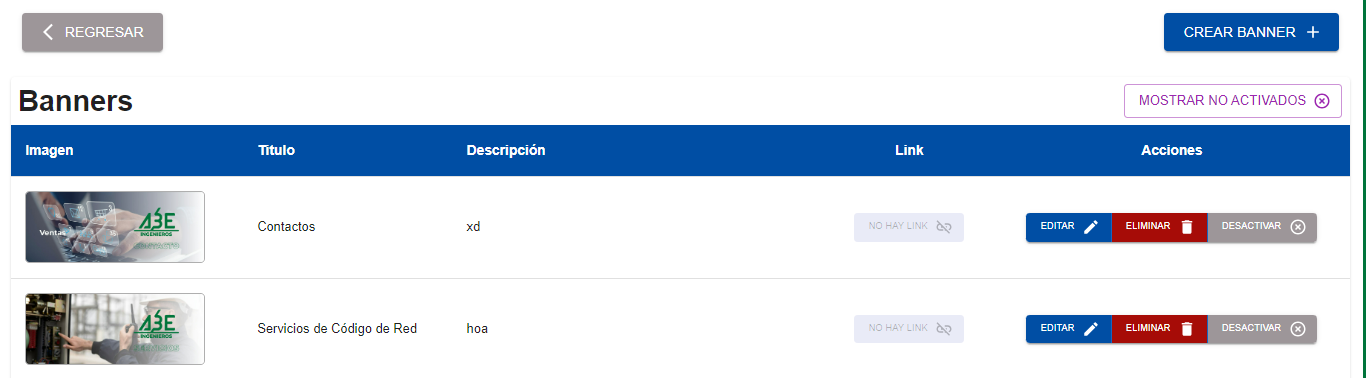 REGRESAR
CREAR BANNER
Banners
MOSTRAR NO ACTIVADOS
Imagen Titulo Descripción Link Acciones
Ventas
A3E
INGENIEROS
Contactos xd NO HAY LINK EDITAR ELIMINAR DESACTIVAR
A3E
INGENIEROS
Servicios de Código de Red hoa NO HAY LINK EDITAR ELIMINAR DESACTIVAR